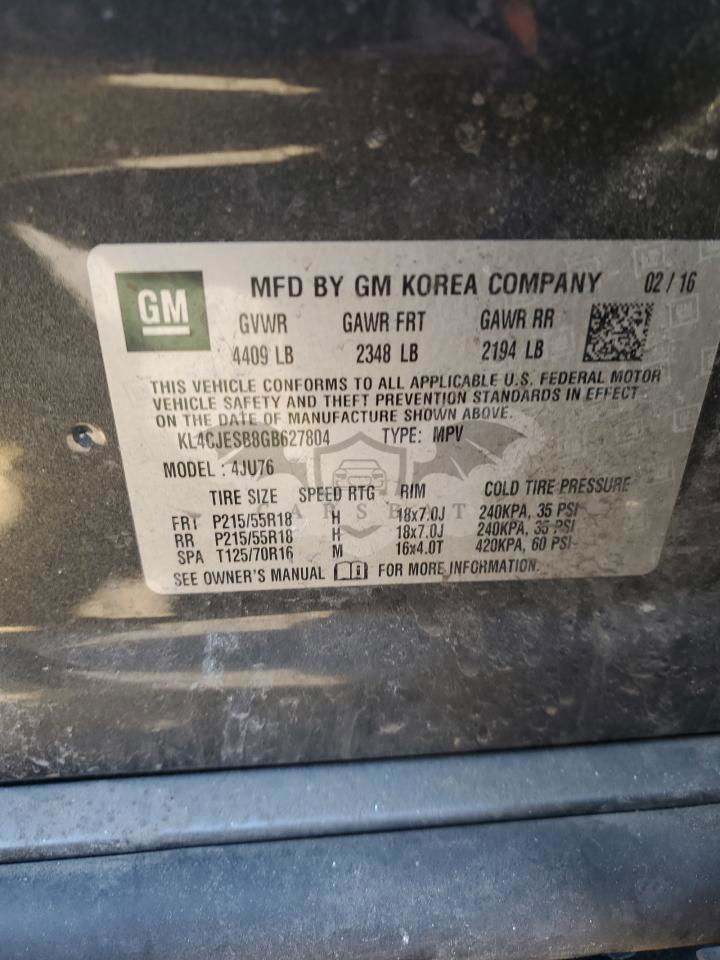 GM
MFD BY GM KOREA COMPANY 02 / 16
GVWR GAWR FRT GAWR RR
4409 LB 2348 LB 2194 LB
THIS VEHICLE CONFORMS TO ALL APPLICABLE U.S. FEDERAL MOTOR
VEHICLE SAFETY AND THEFT PREVENTION STANDARDS IN EFFECT
ON THE DATE OF MANUFACTURE SHOWN ABOVE.
KL4CJESB8GB627804 TYPE: MPV
MODEL : 4JU76
TIRE SIZE SPEED RTG RIM COLD TIRE PRESSURE
FRT P215/55R18 H 18x7.0J 240KPA, 35 PSI
RR P215/55R18 H 18x7.0J 240KPA, 35 PSI
SPA T125/70R16 M 16x4.0T 420KPA, 60 PSI
SEE OWNER'S MANUAL FOR MORE INFORMATION.